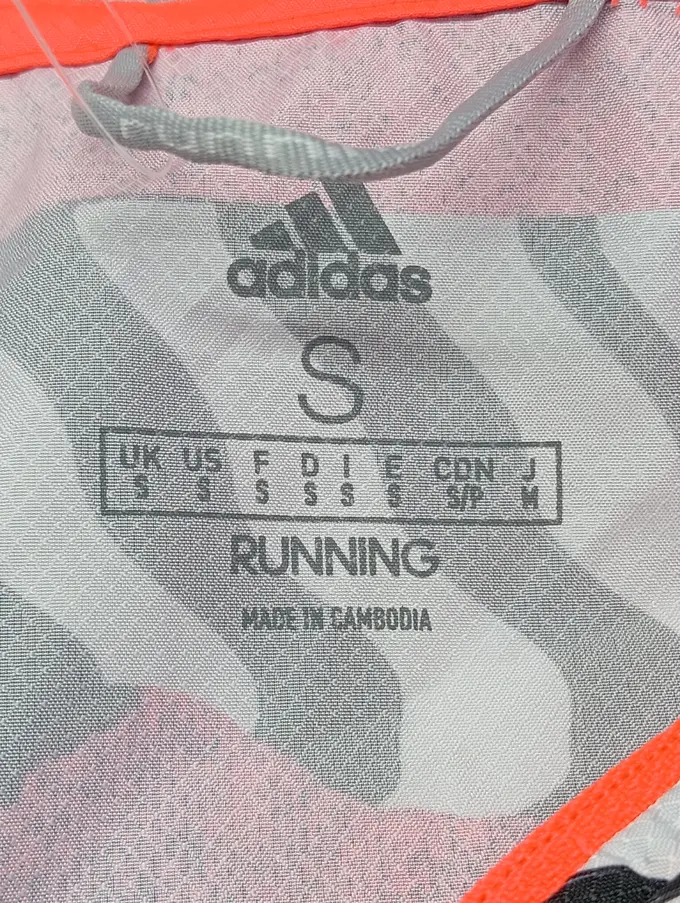 adidas
S
UK US F D I E CDN J
S S S S S S S/P M
RUNNING
MADE IN CAMBODIA